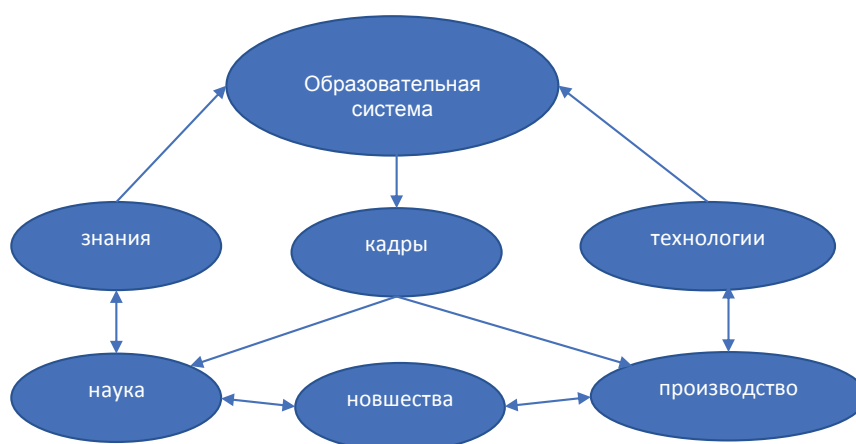 Образовательная
система
знания
кадры
технологии
наука
новшества
производство